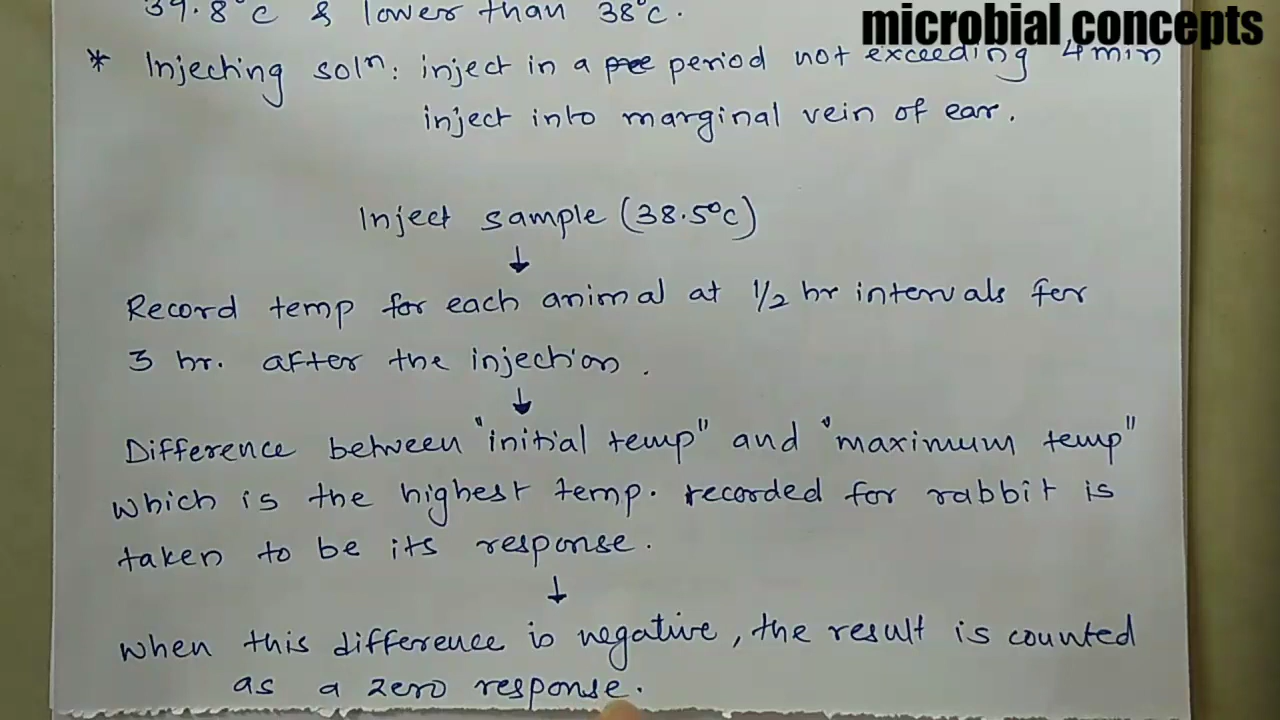 microbial concepts
39.8°C & lower than 38°C.
* Injecting solⁿ: inject in a pre period not exceeding 4 min
inject into marginal vein of ear.
Inject sample (38.5°C)
↓
Record temp for each animal at 1/2 hr intervals for
3 hr. after the injection.
↓
Difference between "initial temp" and "maximum temp"
which is the highest temp. recorded for rabbit is
taken to be its response.
↓
when this difference is negative, the result is counted
as a zero response.